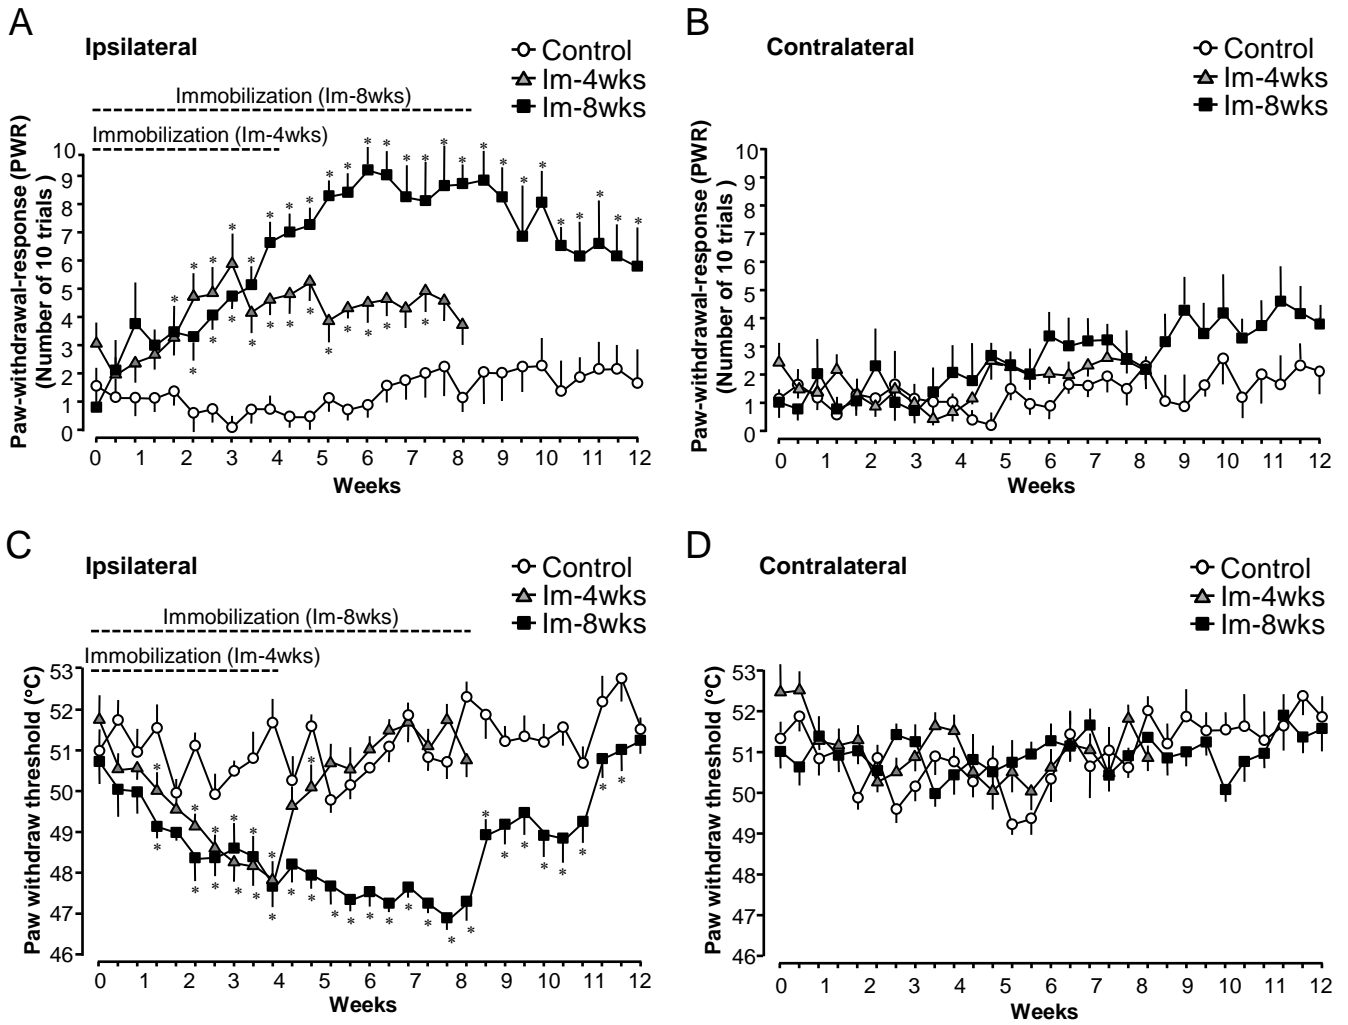 A
Ipsilateral
Control
Im-4wks
Im-8wks
Immobilization (Im-8wks)
Immobilization (Im-4wks)
Paw-withdrawal-response (PWR)
(Number of 10 trials )
10
9
8
7
6
5
4
3
2
1
0
* * * * * * * * * * * * * * * * * * * * * * * * * * * * * * * * * *
0 1 2 3 4 5 6 7 8 9 10 11 12
Weeks
B
Contralateral
Control
Im-4wks
Im-8wks
Paw-withdrawal-response (PWR)
(Number of 10 trials )
10
9
8
7
6
5
4
3
2
1
0
0 1 2 3 4 5 6 7 8 9 10 11 12
Weeks
C
Ipsilateral
Control
Im-4wks
Im-8wks
Immobilization (Im-8wks)
Immobilization (Im-4wks)
Paw withdraw threshold (°C)
53
52
51
50
49
48
47
46
* * * * * * * * * * * * * * * * * * * * * * * * * * * * * * *
0 1 2 3 4 5 6 7 8 9 10 11 12
Weeks
D
Contralateral
Control
Im-4wks
Im-8wks
Paw withdraw threshold (°C)
53
52
51
50
49
48
47
46
0 1 2 3 4 5 6 7 8 9 10 11 12
Weeks